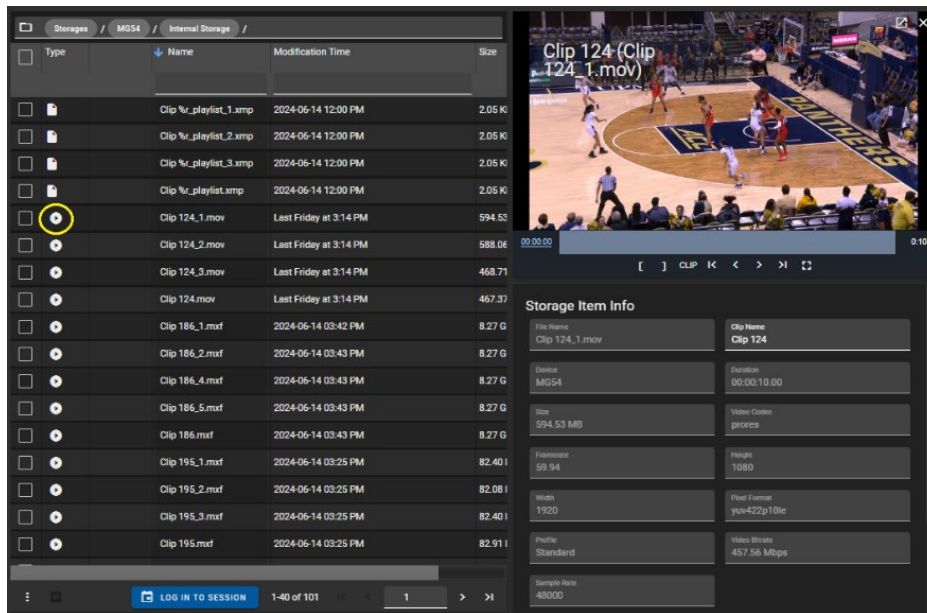 Storages / MG54 / Internal Storage /
Type Name Modification Time Size
Clip %r_playlist_1.xmp 2024-06-14 12:00 PM 2.05 K
Clip %r_playlist_2.xmp 2024-06-14 12:00 PM 2.05 K
Clip %r_playlist_3.xmp 2024-06-14 12:00 PM 2.05 K
Clip %r_playlist.xmp 2024-06-14 12:00 PM 2.05 K
Clip 124_1.mov Last Friday at 3:14 PM 594.53
Clip 124_2.mov Last Friday at 3:14 PM 588.06
Clip 124_3.mov Last Friday at 3:14 PM 468.71
Clip 124.mov Last Friday at 3:14 PM 467.37
Clip 186_1.mxf 2024-06-14 03:42 PM 8.27 G
Clip 186_2.mxf 2024-06-14 03:43 PM 8.27 G
Clip 186_4.mxf 2024-06-14 03:43 PM 8.27 G
Clip 186_5.mxf 2024-06-14 03:43 PM 8.27 G
Clip 186.mxf 2024-06-14 03:43 PM 8.27 G
Clip 195_1.mxf 2024-06-14 03:25 PM 82.40
Clip 195_2.mxf 2024-06-14 03:25 PM 82.08
Clip 195_3.mxf 2024-06-14 03:25 PM 82.40
Clip 195.mxf 2024-06-14 03:25 PM 82.91
LOG IN TO SESSION 1-40 of 101 1
Clip 124 (Clip
124_1.mov)
NISSAN
PANTHERS
ACC
00:00:00 0:10
[ ] CLIP
Storage Item Info
File Name
Clip 124_1.mov
Clip Name
Clip 124
Device
MG54
Duration
00:00:10.00
Size
594.53 MB
Video Codec
prores
Framerate
59.94
Height
1080
Width
1920
Pixel Format
yuv422p10le
Profile
Standard
Video Bitrate
457.56 Mbps
Sample Rate
48000